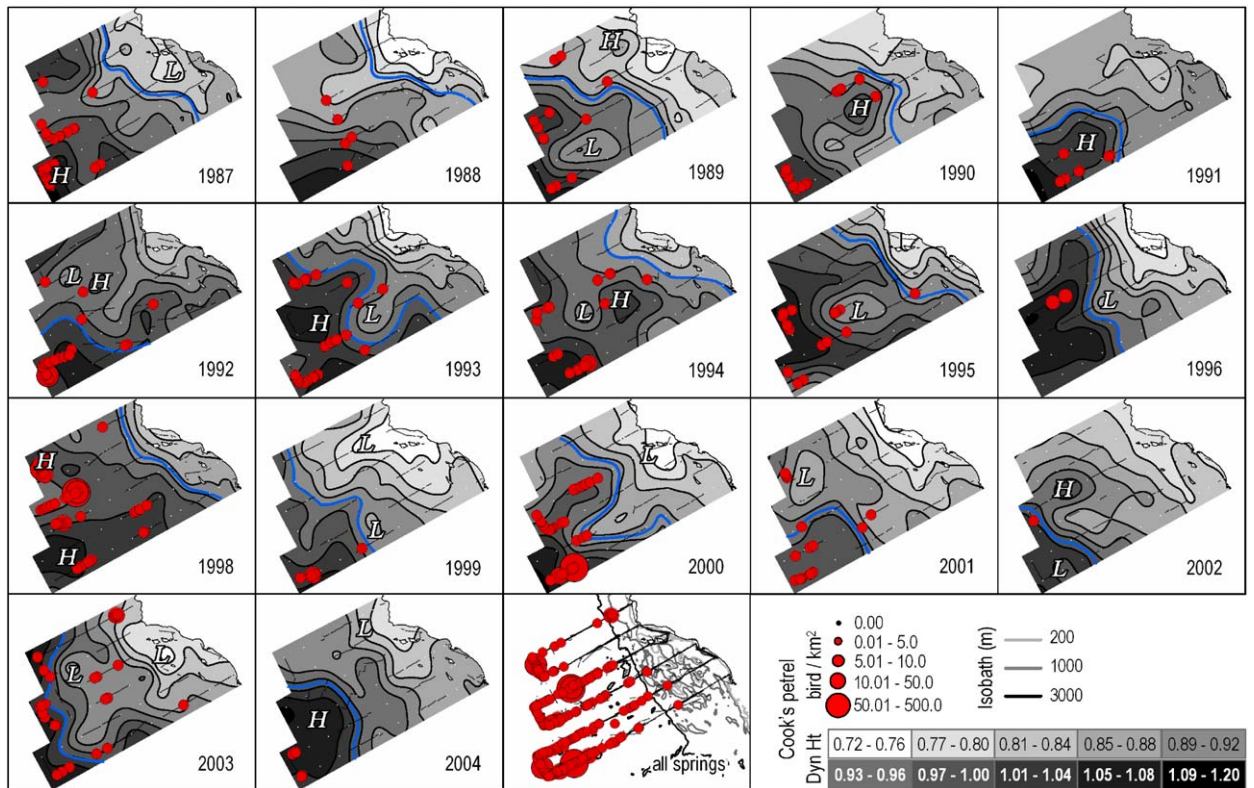 L
H
1987
1988
H
L
1989
H
1990
H
1991
L H
1992
H L
1993
L H
1994
L
1995
L
1996
H
H
1998
L
L
1999
L
2000
L
2001
H
L
2002
L L
2003
L
H
2004
all springs
Cook's petrel
bird / km²
0.00
0.01 - 5.0
5.01 - 10.0
10.01 - 50.0
50.01 - 500.0
Isobath (m)
200
1000
3000
Dyn Ht
0.72 - 0.76 0.77 - 0.80 0.81 - 0.84 0.85 - 0.88 0.89 - 0.92
0.93 - 0.96 0.97 - 1.00 1.01 - 1.04 1.05 - 1.08 1.09 - 1.20